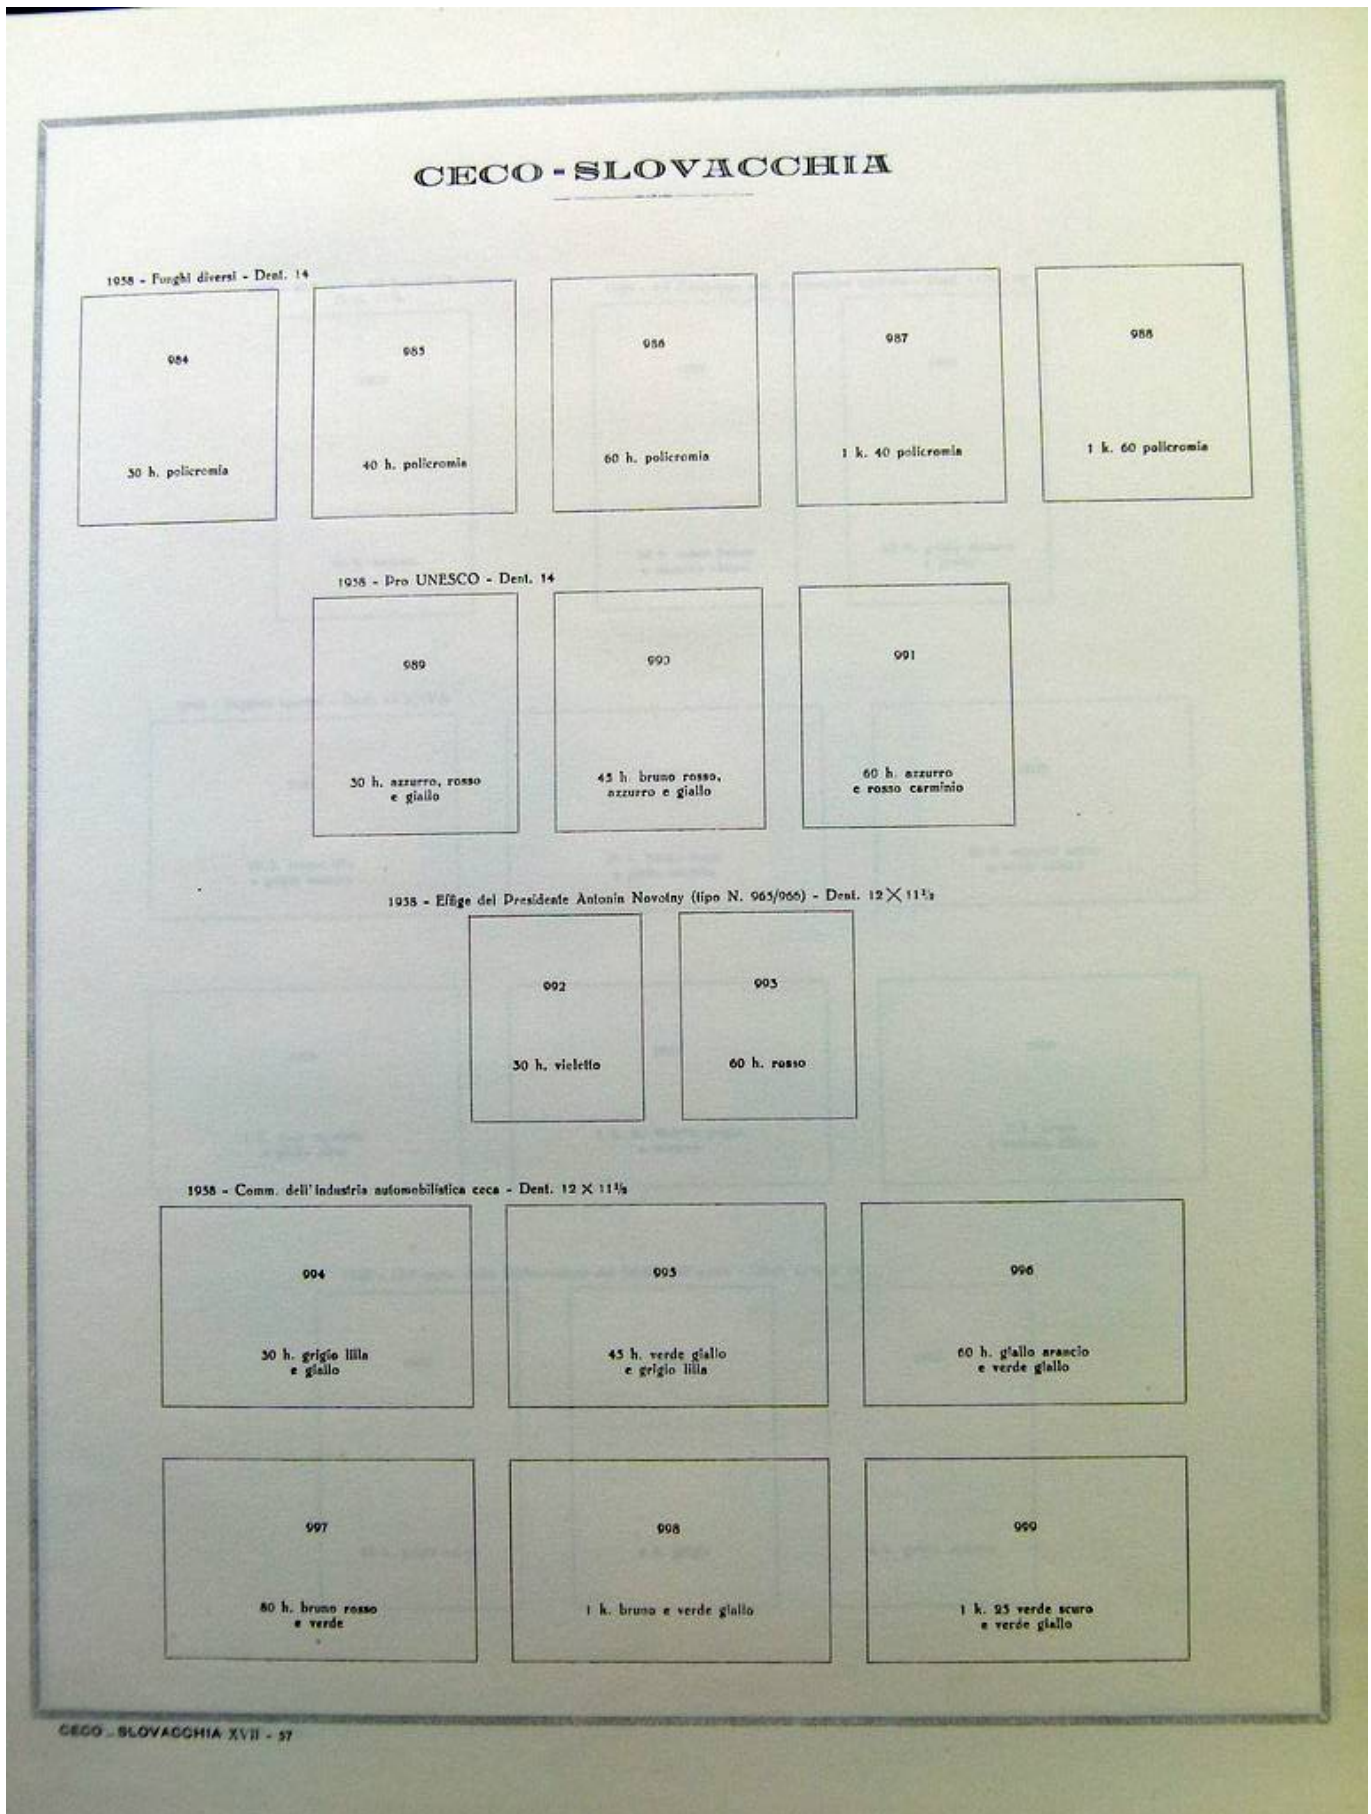 CECO-SLOVACCHIA
1958 - Funghi diversi - Dent. 14
984
30 h. policromia
985
40 h. policromia
986
60 h. policromia
987
1 k. 40 policromia
988
1 k. 60 policromia
1958 - Pro UNESCO - Dent. 14
989
30 h. azzurro, rosso
e giallo
990
45 h bruno rosso,
azzurro e giallo
991
60 h. azzurro
e rosso carminio
1958 - Effige del Presidente Antonin Novotny (tipo N. 965/966) - Dent. 12 X 11½
992
30 h. violetto
993
60 h. rosso
1958 - Comm. dell'industria automobilistica ceca - Dent. 12 X 11½
994
30 h. grigio lilla
e giallo
995
45 h. verde giallo
e grigio lilla
996
60 h. giallo arancio
e verde giallo
997
80 h. bruno rosso
e verde
998
1 k. bruno e verde giallo
999
1 k. 25 verde scuro
e verde giallo
CECO - SLOVACCHIA XVII - 57